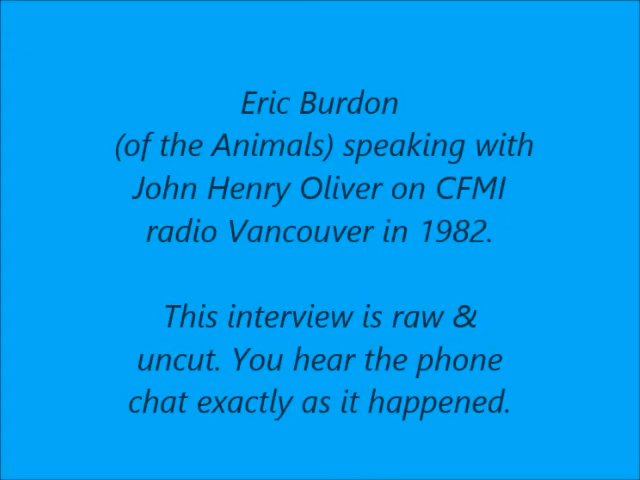 Eric Burdon
(of the Animals) speaking with
John Henry Oliver on CFMI
radio Vancouver in 1982.
This interview is raw &
uncut. You hear the phone
chat exactly as it happened.